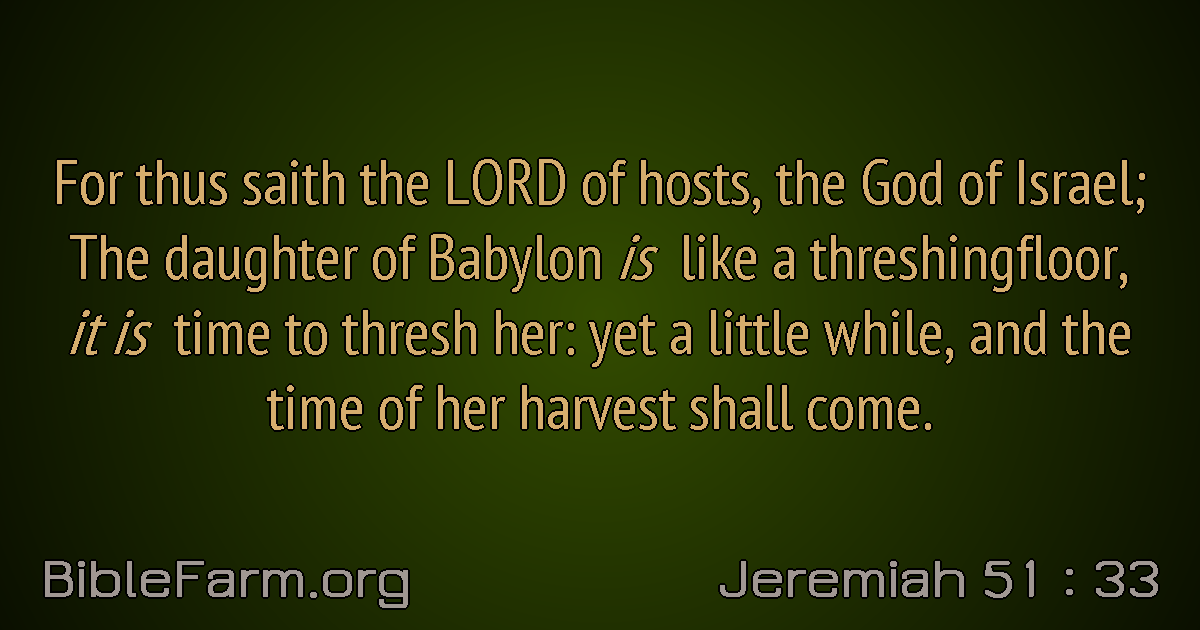 For thus saith the LORD of hosts, the God of Israel;
The daughter of Babylon is like a threshingfloor,
it is time to thresh her: yet a little while, and the
time of her harvest shall come.
BibleFarm.org
Jeremiah 51 : 33